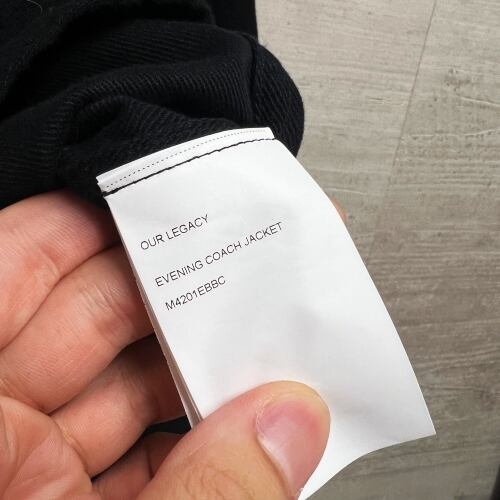 OUR LEGACY
EVENING COACH JACKET
M4201EBBC